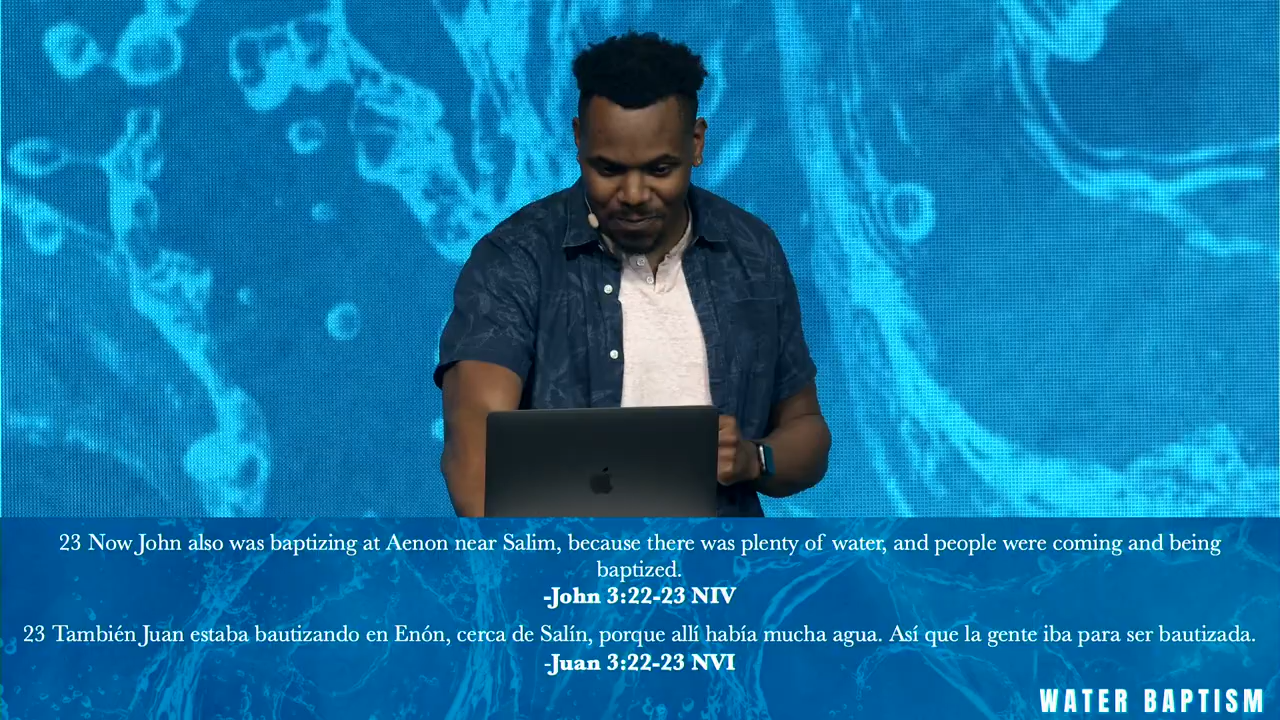 23 Now John also was baptizing at Aenon near Salim, because there was plenty of water, and people were coming and being
baptized.
-John 3:22-23 NIV
23 También Juan estaba bautizando en Enón, cerca de Salín, porque allí había mucha agua. Así que la gente iba para ser bautizada.
-Juan 3:22-23 NVI
WATER BAPTISM